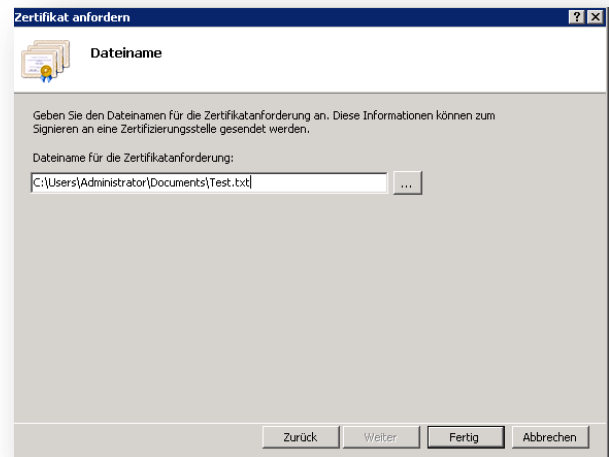 Zertifikat anfordern
Dateiname
Geben Sie den Dateinamen für die Zertifikatanforderung an. Diese Informationen können zum
Signieren an eine Zertifizierungsstelle gesendet werden.
Dateiname für die Zertifikatanforderung:
C:\Users\Administrator\Documents\Test.txt
...
Zurück Weiter Fertig Abbrechen